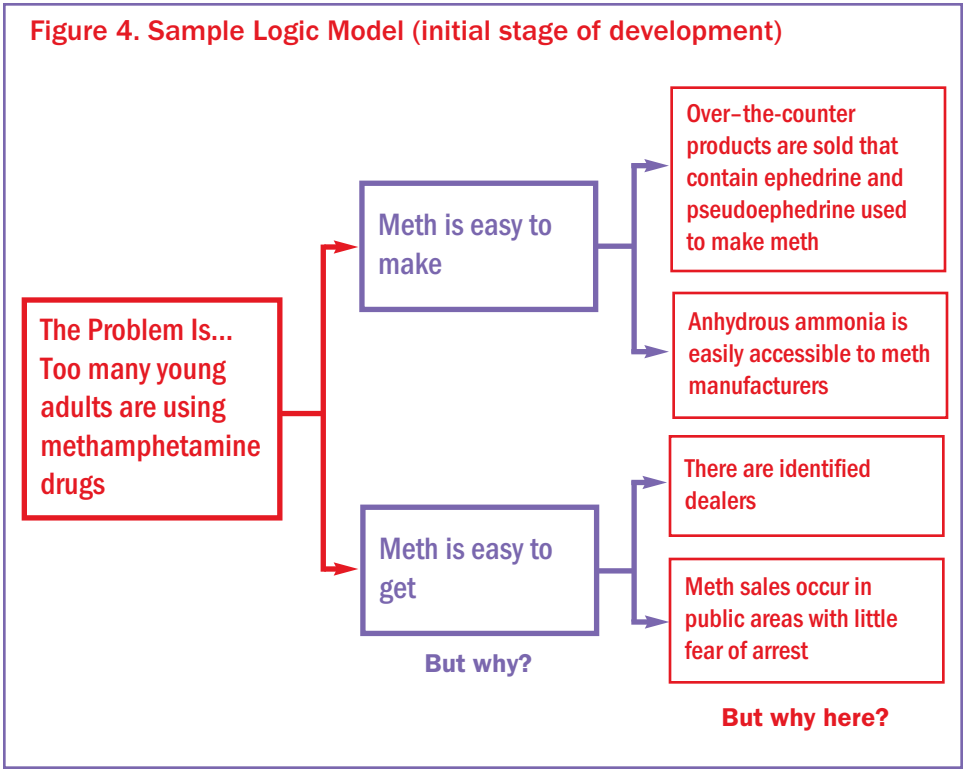 Figure 4. Sample Logic Model (initial stage of development)
The Problem Is...
Too many young
adults are using
methamphetamine
drugs
Meth is easy to
make
Meth is easy to
get
But why?
Over–the-counter
products are sold that
contain ephedrine and
pseudoephedrine used
to make meth
Anhydrous ammonia is
easily accessible to meth
manufacturers
There are identified
dealers
Meth sales occur in
public areas with little
fear of arrest
But why here?